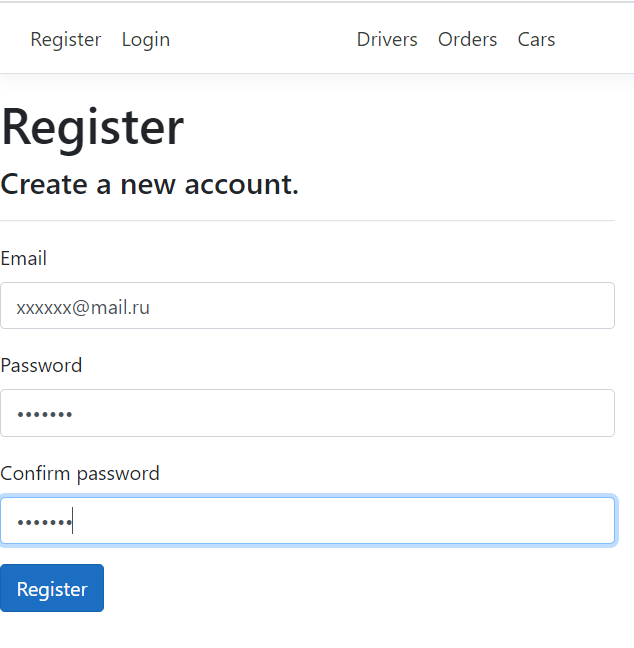 Register Login Drivers Orders Cars
Register
Create a new account.
Email
xxxxxx@mail.ru
Password
•••••••
Confirm password
•••••••
Register